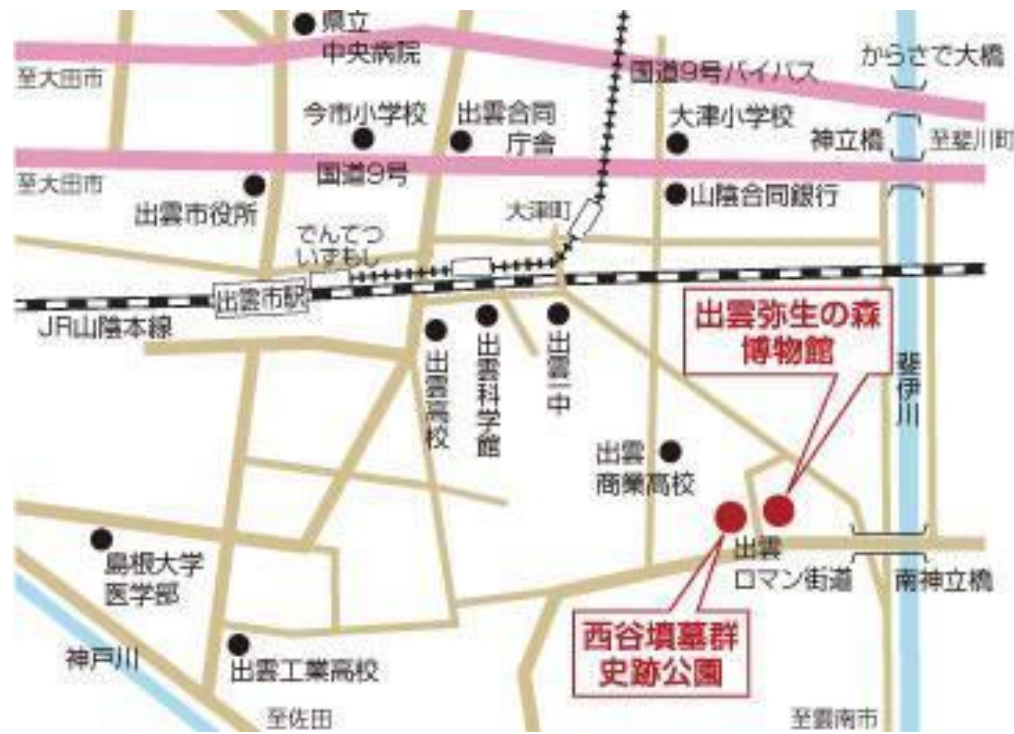 県立
中央病院
至大田市
国道9号バイパス
からさで大橋
今市小学校
出雲合同
庁舎
大津小学校
神立橋
至斐川町
至大田市
国道9号
出雲市役所
山陰合同銀行
大津町
でんてつ
いずもし
出雲市駅
JR山陰本線
出雲弥生の森
博物館
斐伊川
出雲高校
出雲科学館
出雲一中
出雲
商業高校
出雲
ロマン街道
南神立橋
島根大学
医学部
西谷墳墓群
史跡公園
神戸川
出雲工業高校
至佐田
至雲南市